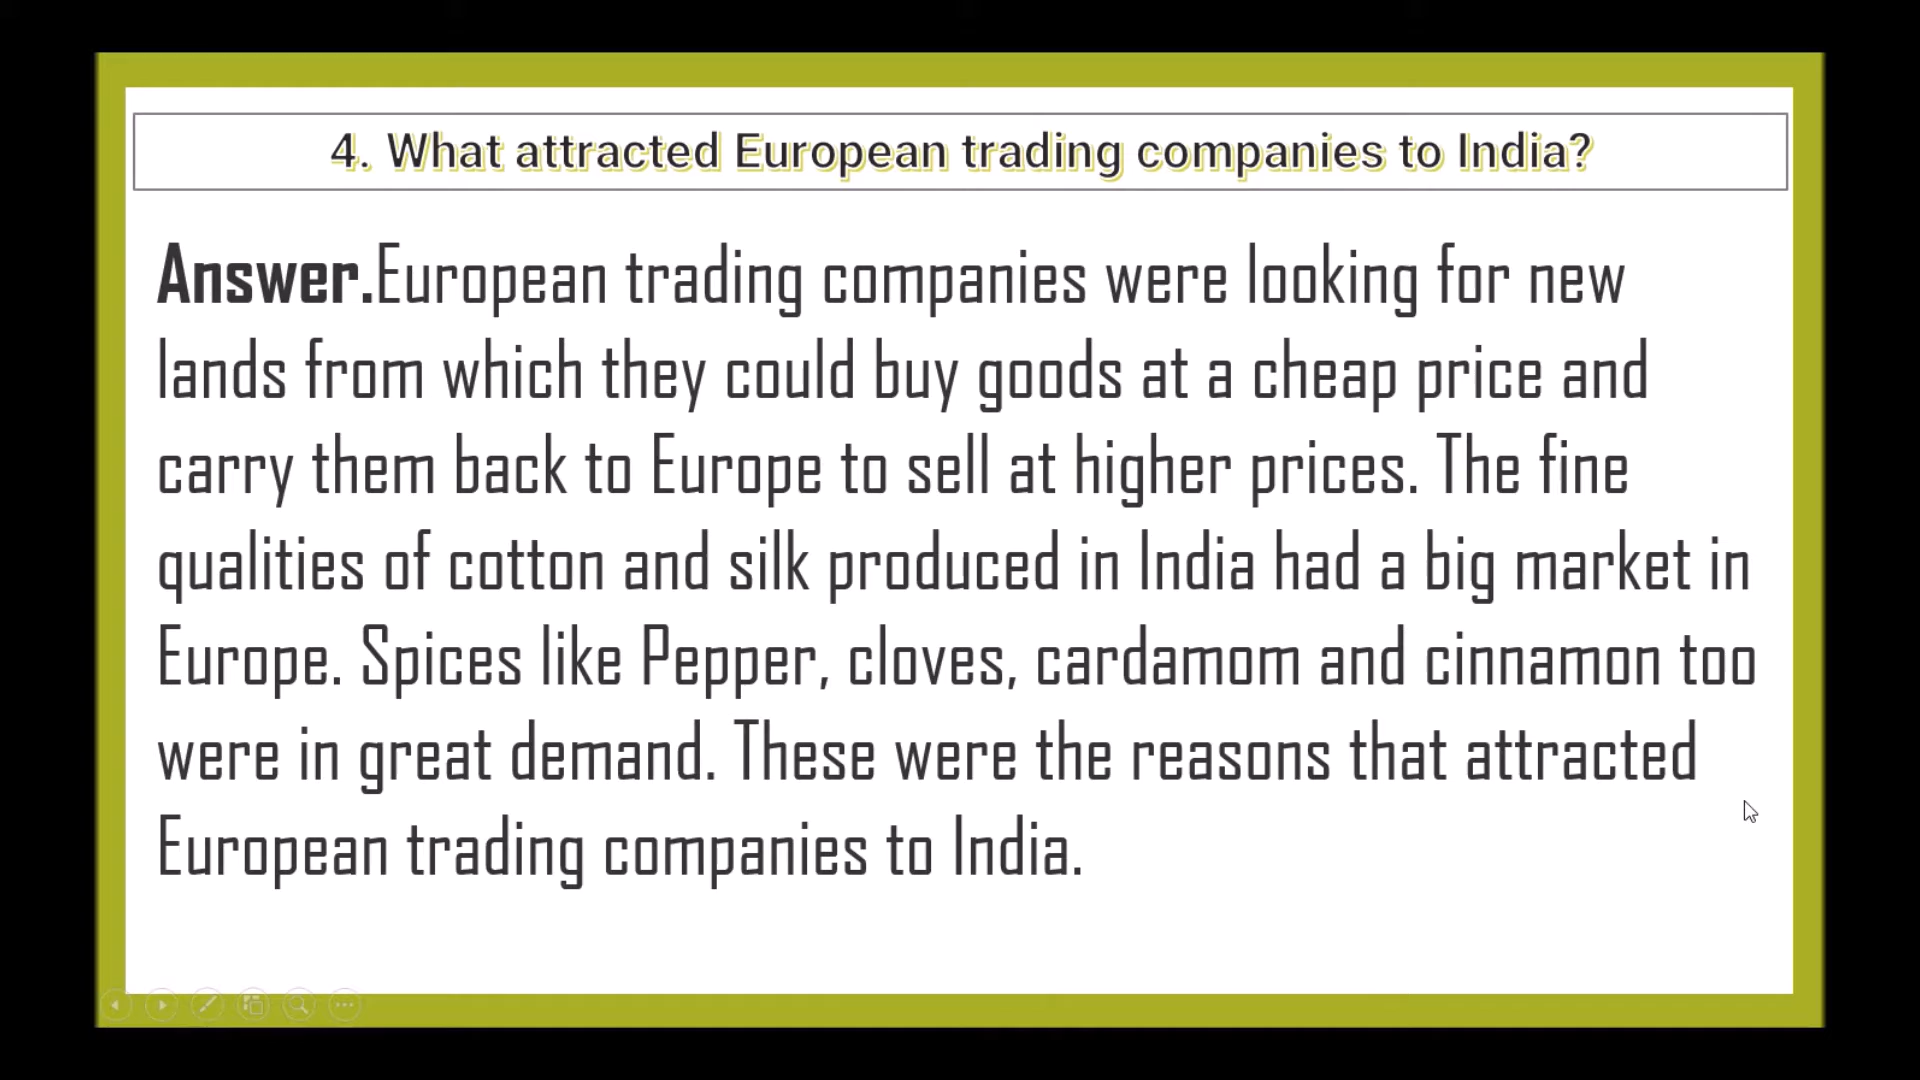 4. What attracted European trading companies to India?
Answer.European trading companies were looking for new
lands from which they could buy goods at a cheap price and
carry them back to Europe to sell at higher prices. The fine
qualities of cotton and silk produced in India had a big market in
Europe. Spices like Pepper, cloves, cardamom and cinnamon too
were in great demand. These were the reasons that attracted
European trading companies to India.